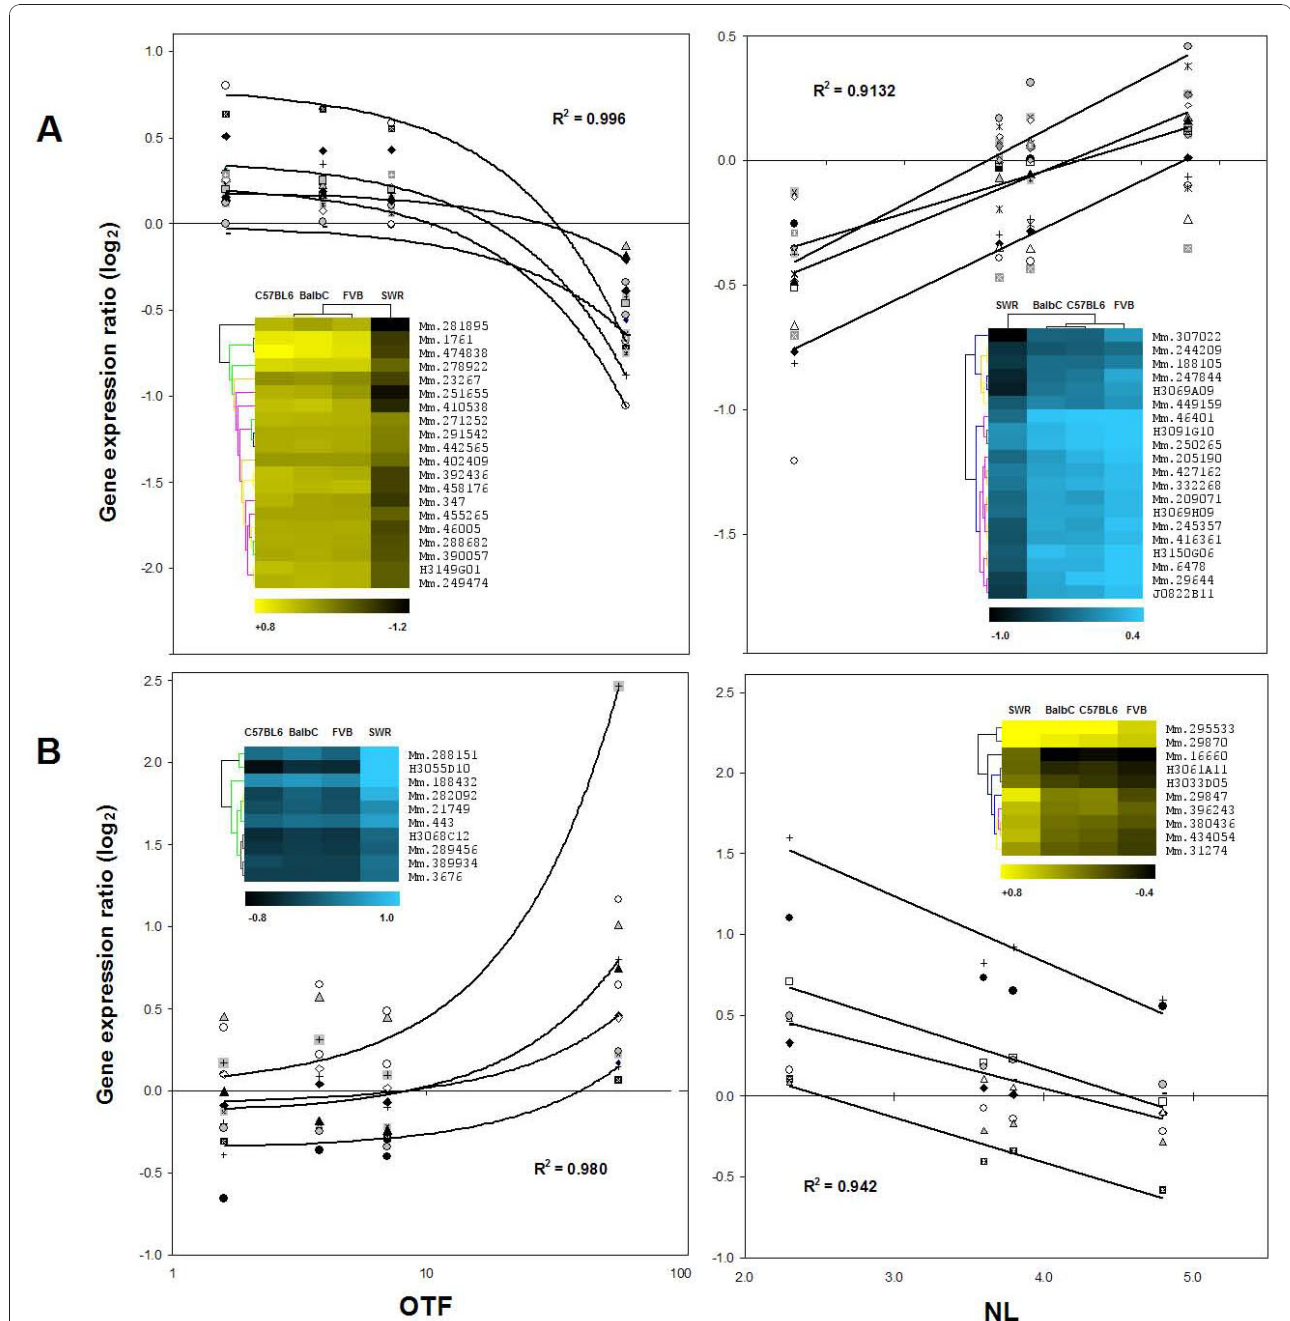 A
Gene expression ratio (log2)
1.0
0.5
0.0
-0.5
-1.0
-1.5
-2.0
R2 = 0.996
C57BL6 BalbC FVB SWR
Mm.281895
Mm.1761
Mm.474838
Mm.278922
Mm.23267
Mm.251655
Mm.410538
Mm.271252
Mm.291542
Mm.442565
Mm.402409
Mm.392436
Mm.458176
Mm.347
Mm.455265
Mm.46005
Mm.288682
Mm.390057
H3149G01
Mm.249474
+0.8 -1.2
0.5
0.0
-0.5
-1.0
-1.5
R2 = 0.9132
SWR BalbC C57BL6 FVB
Mm.307022
Mm.244209
Mm.188105
Mm.247844
H3069A09
Mm.449159
Mm.46401
H3091G10
Mm.250265
Mm.205190
Mm.427162
Mm.332268
Mm.209071
H3069H09
Mm.245357
Mm.416361
H3150G06
Mm.6478
Mm.29644
J0822B11
-1.0 0.4
B
Gene expression ratio (log2)
2.5
2.0
1.5
1.0
0.5
0.0
-0.5
-1.0
C57BL6 BalbC FVB SWR
Mm.288151
H3055D10
Mm.188432
Mm.282092
Mm.21749
Mm.443
H3068C12
Mm.289456
Mm.389934
Mm.3676
-0.8 1.0
R2 = 0.980
1 10 100
OTF
2.5
2.0
1.5
1.0
0.5
0.0
-0.5
-1.0
SWR BalbC C57BL6 FVB
Mm.295533
Mm.29870
Mm.16660
H3061A11
H3033D05
Mm.29847
Mm.396243
Mm.380436
Mm.434054
Mm.31274
+0.8 -0.4
R2 = 0.942
2.0 3.0 4.0 5.0
NL